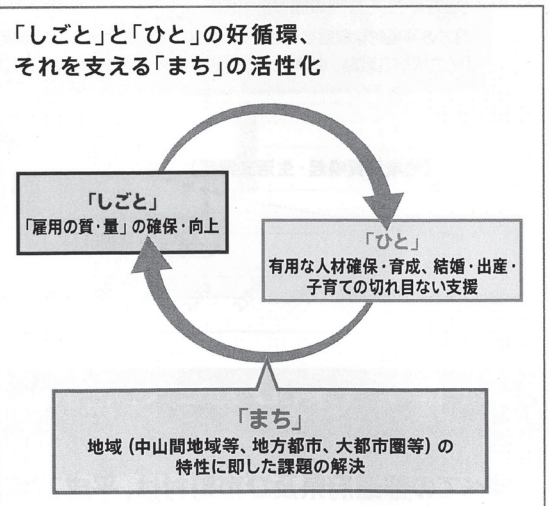 「しごと」と「ひと」の好循環、
それを支える「まち」の活性化
「しごと」
「雇用の質・量」の確保・向上
「ひと」
有用な人材確保・育成、結婚・出産・
子育ての切れ目ない支援
「まち」
地域（中山間地域等、地方都市、大都市圏等）の
特性に即した課題の解決